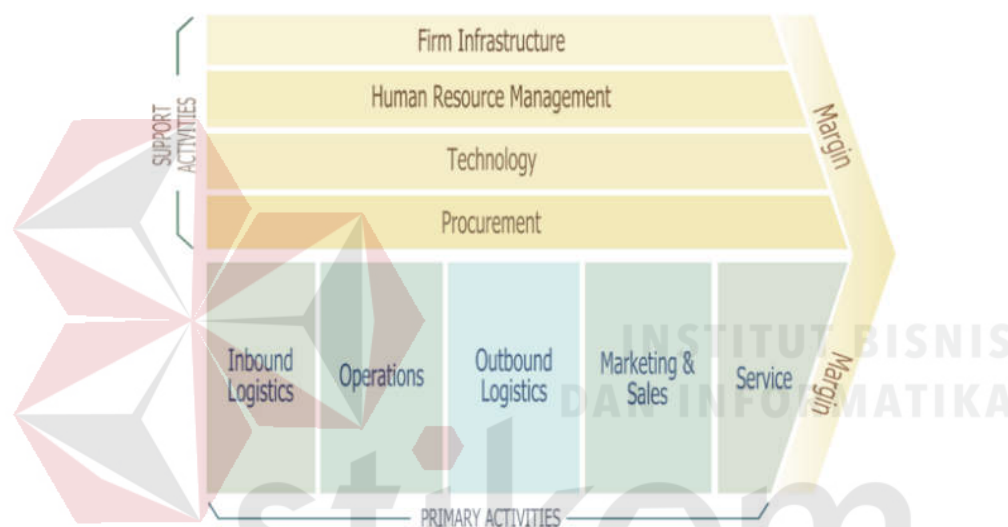 Firm Infrastructure
Human Resource Management
Technology
Procurement
SUPPORT
ACTIVITIES
Margin
Inbound
Logistics
Operations
Outbound
Logistics
Marketing &
Sales
Service
Margin
PRIMARY ACTIVITIES
INSTITUT BISNIS
DAN INFORMATIKA
stikom